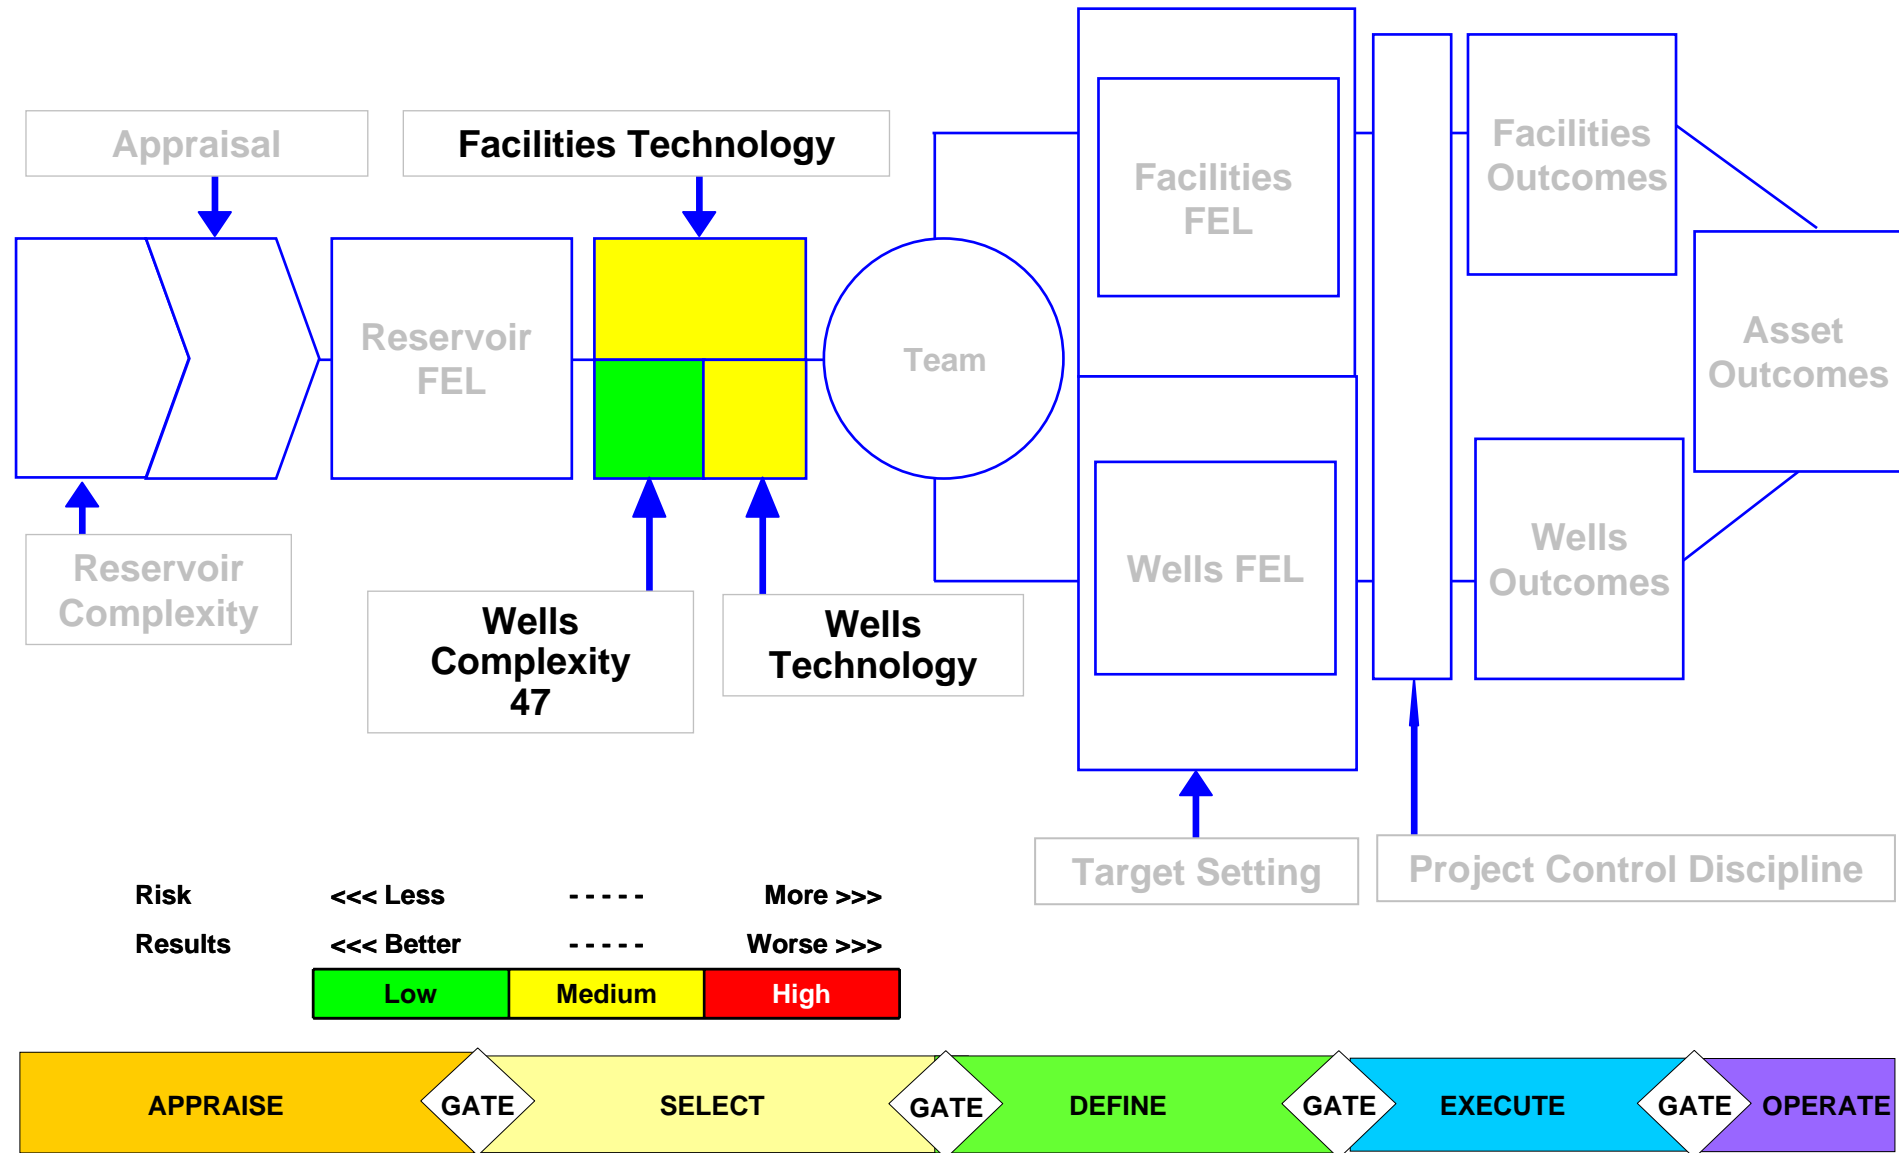 Appraisal
Facilities Technology
Facilities
Outcomes
Facilities
FEL
Reservoir
FEL
Team
Asset
Outcomes
Reservoir
Complexity
Wells
Complexity
47
Wells
Technology
Wells FEL
Wells
Outcomes
Target Setting
Project Control Discipline
Risk <<< Less - - - - - More >>>
Results <<< Better - - - - - Worse >>>
Low Medium High
APPRAISE GATE SELECT GATE DEFINE GATE EXECUTE GATE OPERATE